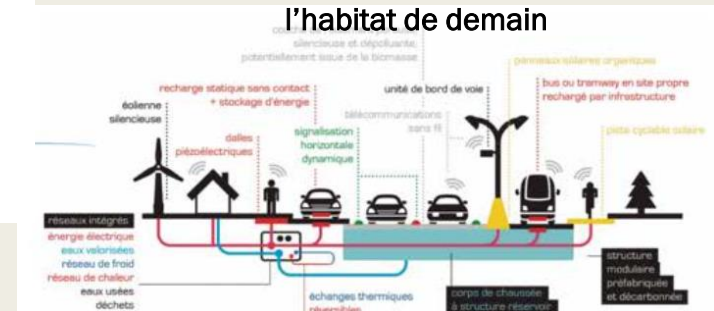 l'habitat de demain
silencieuse et dépolluante,
potentiellement issue de la biomasse
panneaux solaires organiques
recharge statique sans contact
+ stockage d'énergie
unité de bord de voie
bus ou tramway en site propre
rechargé par infrastructure
éolienne
silencieuse
télécommunications
sans fil
dalles
piézoélectriques
signalisation
horizontale
dynamique
piste cyclable solaire
réseaux intégrés
énergie électrique
eaux valorisées
réseau de froid
réseau de chaleur
eaux usées
déchets
échanges thermiques
réversibles
corps de chaussée
à structure réservoir
structure
modulaire
préfabriquée
et décarbonnée